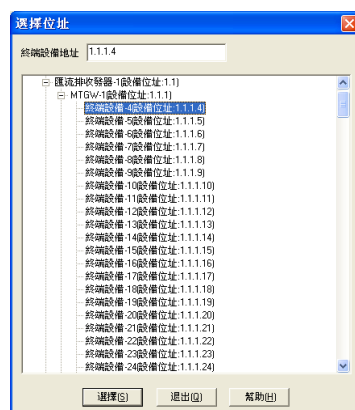 選擇位址
終端設備地址 1.1.1.4
匯流排收發器-1(設備位址:1.1)
MTGW-1(設備位址:1.1.1)
終端設備-4(設備位址:1.1.1.4)
終端設備-5(設備位址:1.1.1.5)
終端設備-6(設備位址:1.1.1.6)
終端設備-7(設備位址:1.1.1.7)
終端設備-8(設備位址:1.1.1.8)
終端設備-9(設備位址:1.1.1.9)
終端設備-10(設備位址:1.1.1.10)
終端設備-11(設備位址:1.1.1.11)
終端設備-12(設備位址:1.1.1.12)
終端設備-13(設備位址:1.1.1.13)
終端設備-14(設備位址:1.1.1.14)
終端設備-15(設備位址:1.1.1.15)
終端設備-16(設備位址:1.1.1.16)
終端設備-17(設備位址:1.1.1.17)
終端設備-18(設備位址:1.1.1.18)
終端設備-19(設備位址:1.1.1.19)
終端設備-20(設備位址:1.1.1.20)
終端設備-21(設備位址:1.1.1.21)
終端設備-22(設備位址:1.1.1.22)
終端設備-23(設備位址:1.1.1.23)
終端設備-24(設備位址:1.1.1.24)
選擇(S) 退出(Q) 幫助(H)